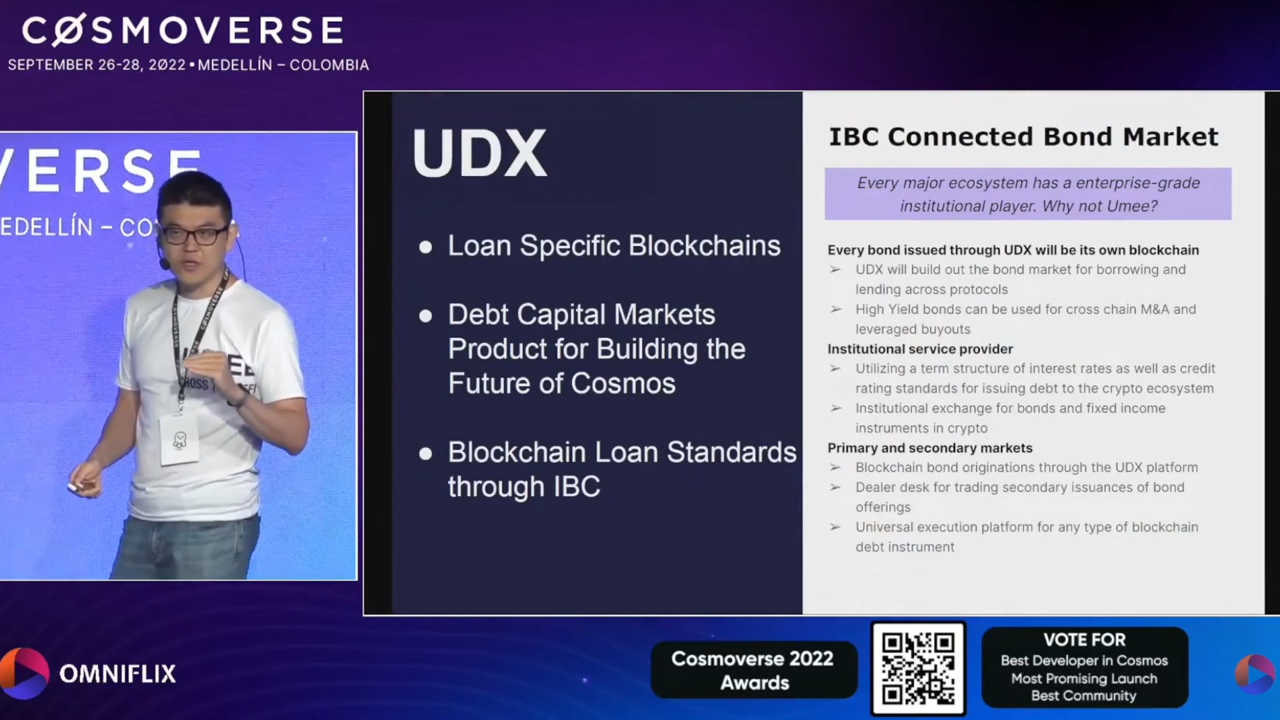 CØSMOVERSE
SEPTEMBER 26-28, 2Ø22 • MEDELLÍN – COLOMBIA
VERSE
MEDELLÍN – CO
CROSS
UDX
● Loan Specific Blockchains
● Debt Capital Markets
Product for Building the
Future of Cosmos
● Blockchain Loan Standards
through IBC
IBC Connected Bond Market
Every major ecosystem has a enterprise-grade
institutional player. Why not Umee?
Every bond issued through UDX will be its own blockchain
➢ UDX will build out the bond market for borrowing and
lending across protocols
➢ High Yield bonds can be used for cross chain M&A and
leveraged buyouts
Institutional service provider
➢ Utilizing a term structure of interest rates as well as credit
rating standards for issuing debt to the crypto ecosystem
➢ Institutional exchange for bonds and fixed income
instruments in crypto
Primary and secondary markets
➢ Blockchain bond originations through the UDX platform
➢ Dealer desk for trading secondary issuances of bond
offerings
➢ Universal execution platform for any type of blockchain
debt instrument
OMNIFLIX
Cosmoverse 2022
Awards
VOTE FOR
Best Developer in Cosmos
Most Promising Launch
Best Community